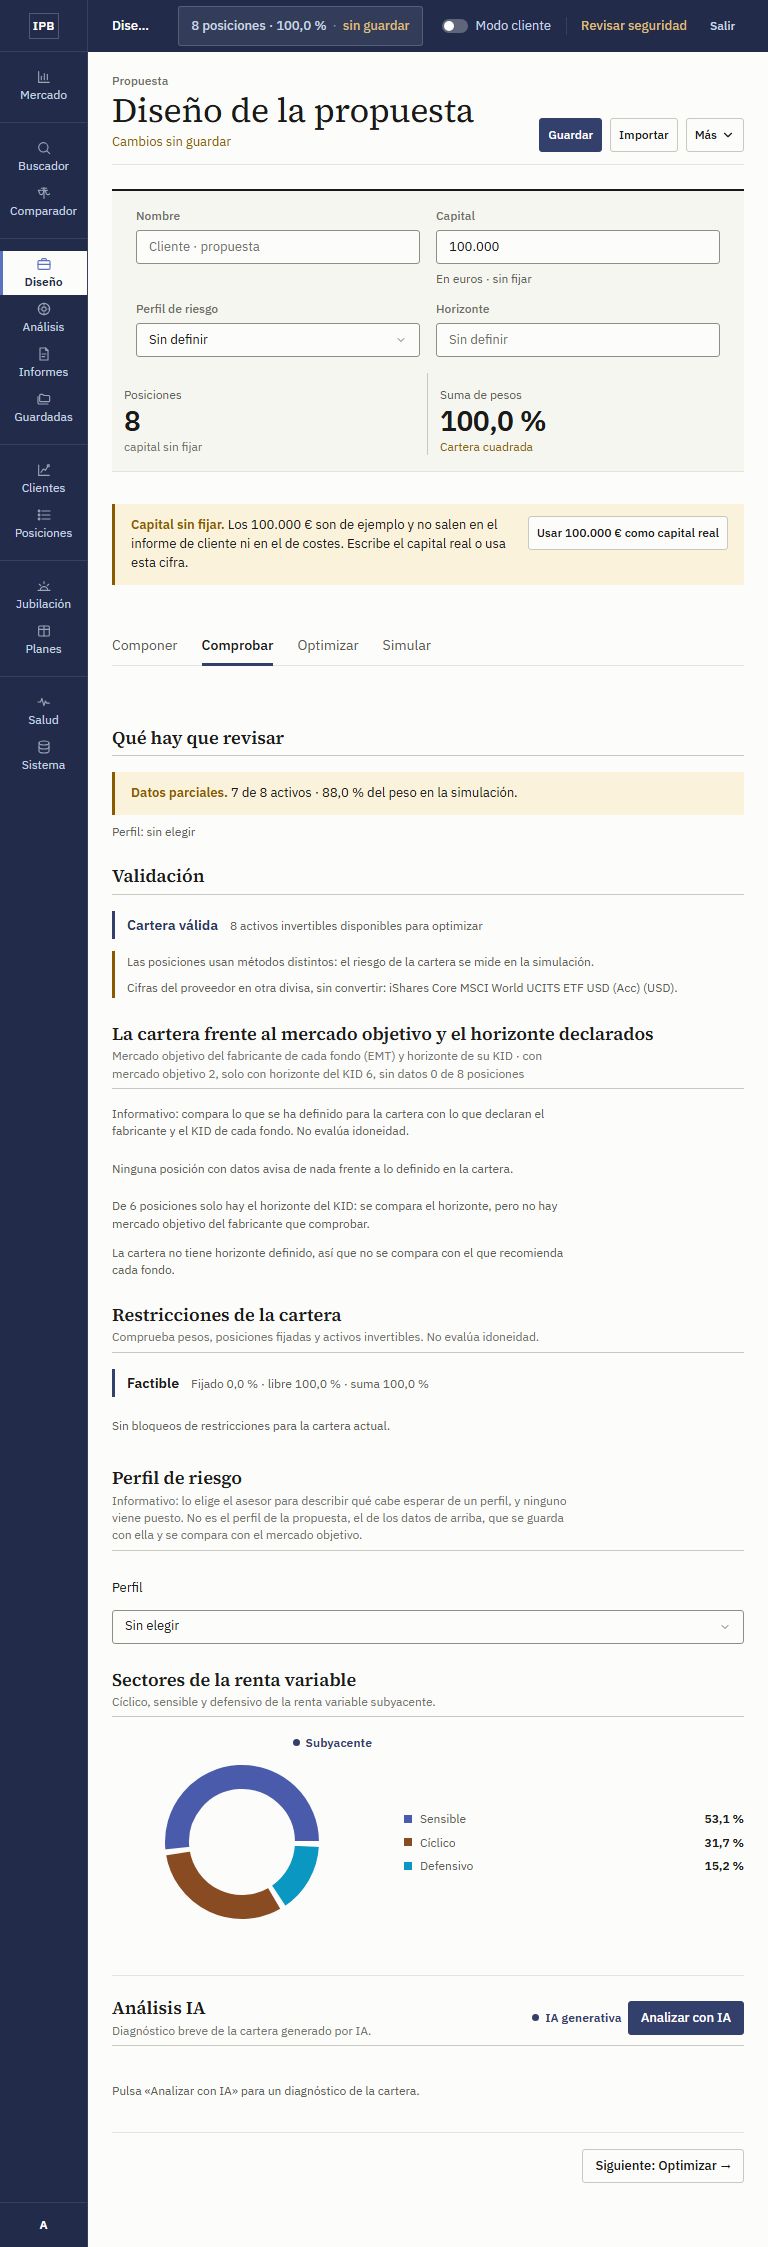 IPB
Dise...
8 posiciones · 100,0 % · sin guardar
Modo cliente
Revisar seguridad
Salir
Mercado
Buscador
Comparador
Diseño
Análisis
Informes
Guardadas
Clientes
Posiciones
Jubilación
Planes
Salud
Sistema
A
Propuesta
Diseño de la propuesta
Cambios sin guardar
Guardar
Importar
Más
Nombre
Cliente · propuesta
Capital
100.000
En euros · sin fijar
Perfil de riesgo
Sin definir
Horizonte
Sin definir
Posiciones
8
capital sin fijar
Suma de pesos
100,0 %
Cartera cuadrada
Capital sin fijar. Los 100.000 € son de ejemplo y no salen en el
informe de cliente ni en el de costes. Escribe el capital real o usa
esta cifra.
Usar 100.000 € como capital real
Componer
Comprobar
Optimizar
Simular
Qué hay que revisar
Datos parciales. 7 de 8 activos · 88,0 % del peso en la simulación.
Perfil: sin elegir
Validación
Cartera válida 8 activos invertibles disponibles para optimizar
Las posiciones usan métodos distintos: el riesgo de la cartera se mide en la simulación.
Cifras del proveedor en otra divisa, sin convertir: iShares Core MSCI World UCITS ETF USD (Acc) (USD).
La cartera frente al mercado objetivo y el horizonte declarados
Mercado objetivo del fabricante de cada fondo (EMT) y horizonte de su KID · con
mercado objetivo 2, solo con horizonte del KID 6, sin datos 0 de 8 posiciones
Informativo: compara lo que se ha definido para la cartera con lo que declaran el
fabricante y el KID de cada fondo. No evalúa idoneidad.
Ninguna posición con datos avisa de nada frente a lo definido en la cartera.
De 6 posiciones solo hay el horizonte del KID: se compara el horizonte, pero no hay
mercado objetivo del fabricante que comprobar.
La cartera no tiene horizonte definido, así que no se compara con el que recomienda
cada fondo.
Restricciones de la cartera
Comprueba pesos, posiciones fijadas y activos invertibles. No evalúa idoneidad.
Factible Fijado 0,0 % · libre 100,0 % · suma 100,0 %
Sin bloqueos de restricciones para la cartera actual.
Perfil de riesgo
Informativo: lo elige el asesor para describir qué cabe esperar de un perfil, y ninguno
viene puesto. No es el perfil de la propuesta, el de los datos de arriba, que se guarda
con ella y se compara con el mercado objetivo.
Perfil
Sin elegir
Sectores de la renta variable
Cíclico, sensible y defensivo de la renta variable subyacente.
Subyacente
Sensible 53,1 %
Cíclico 31,7 %
Defensivo 15,2 %
Análisis IA
Diagnóstico breve de la cartera generado por IA.
IA generativa
Analizar con IA
Pulsa «Analizar con IA» para un diagnóstico de la cartera.
Siguiente: Optimizar →